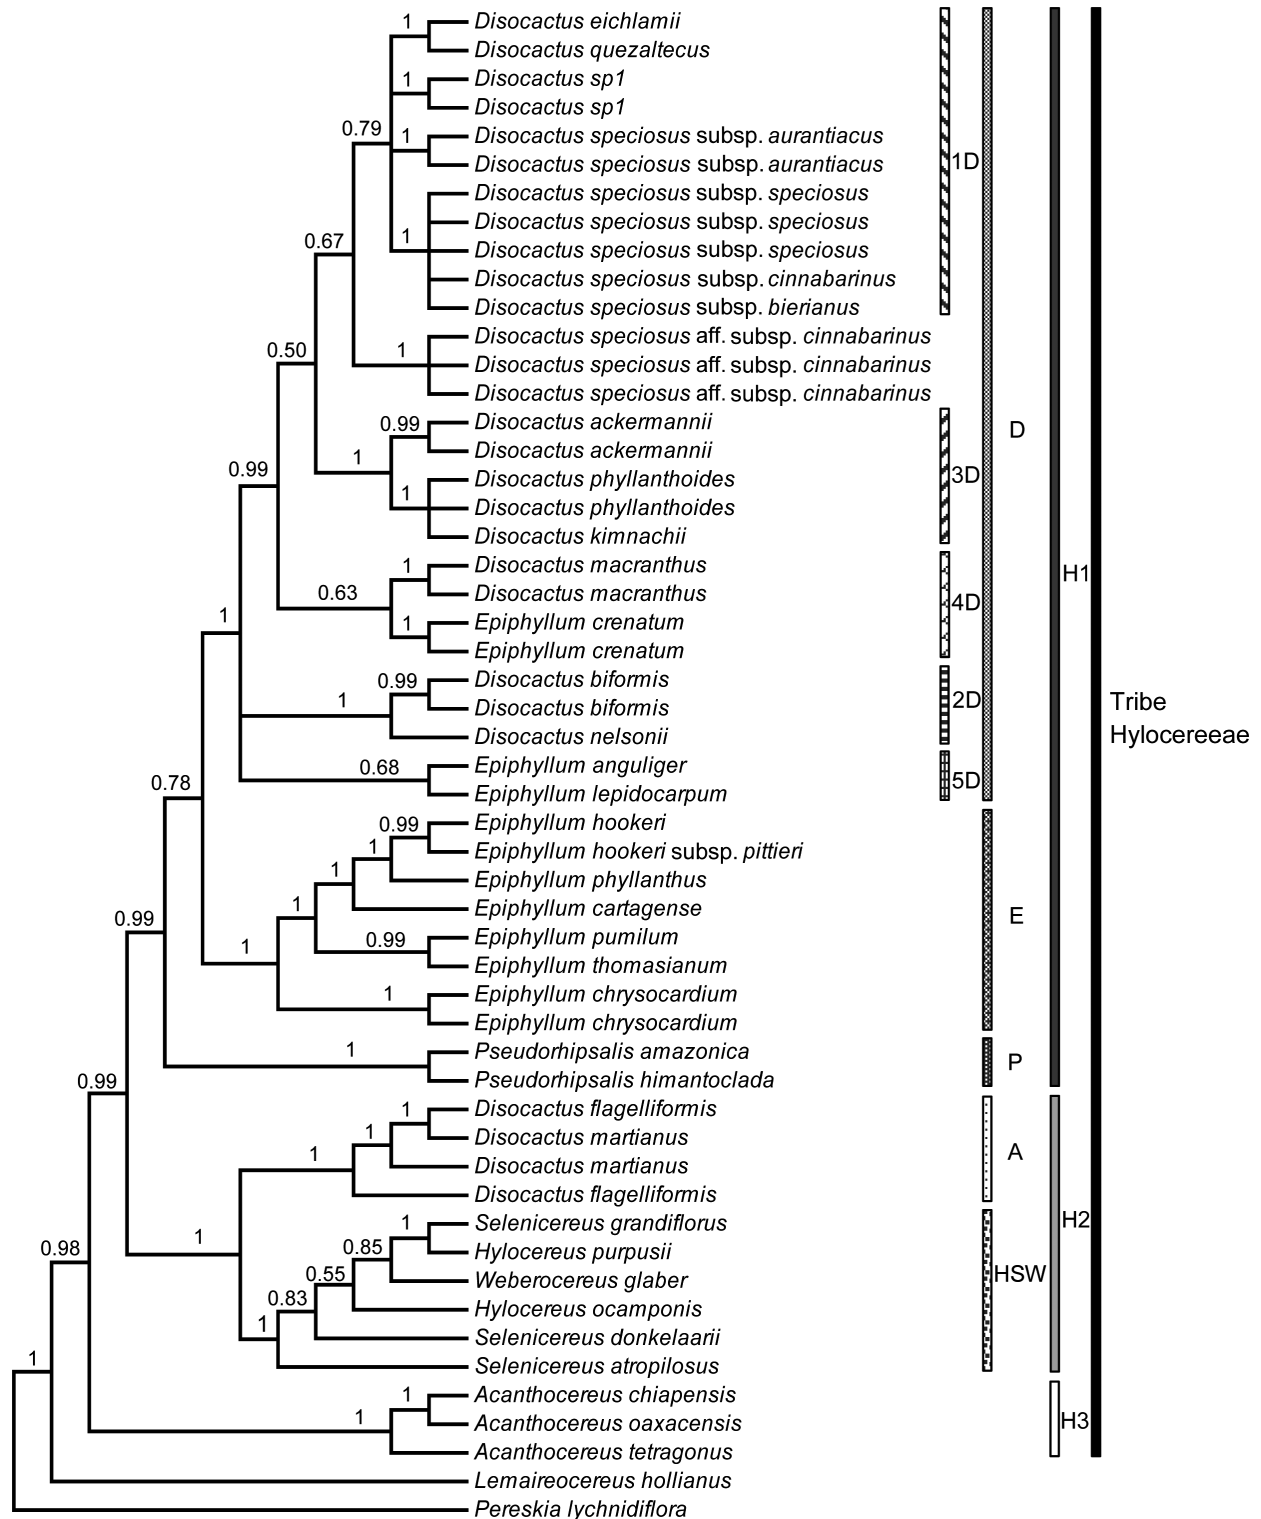 1 Disocactus eichlamii
Disocactus quezaltecus
1 Disocactus sp1
Disocactus sp1
0.79 1 Disocactus speciosus subsp. aurantiacus
Disocactus speciosus subsp. aurantiacus 1D
Disocactus speciosus subsp. speciosus
Disocactus speciosus subsp. speciosus
0.67 1 Disocactus speciosus subsp. speciosus
Disocactus speciosus subsp. cinnabarinus
Disocactus speciosus subsp. bierianus
Disocactus speciosus aff. subsp. cinnabarinus
0.50 1 Disocactus speciosus aff. subsp. cinnabarinus
Disocactus speciosus aff. subsp. cinnabarinus
0.99 Disocactus ackermannii D
1 Disocactus ackermannii
0.99 Disocactus phyllanthoides 3D
1 Disocactus phyllanthoides
Disocactus kimnachii
1 Disocactus macranthus H1
0.63 Disocactus macranthus 4D
1 1 Epiphyllum crenatum
Epiphyllum crenatum
0.99 Disocactus biformis
1 Disocactus biformis 2D Tribe
Disocactus nelsonii Hylocereeae
0.68 Epiphyllum anguliger 5D
0.78 Epiphyllum lepidocarpum
0.99 Epiphyllum hookeri
1 Epiphyllum hookeri subsp. pittieri
1 Epiphyllum phyllanthus
1 Epiphyllum cartagense E
0.99 1 0.99 Epiphyllum pumilum
Epiphyllum thomasianum
1 Epiphyllum chrysocardium
Epiphyllum chrysocardium
1 Pseudorhipsalis amazonica P
0.99 Pseudorhipsalis himantoclada
1 Disocactus flagelliformis
1 Disocactus martianus A
1 Disocactus martianus
Disocactus flagelliformis
1 1 Selenicereus grandiflorus H2
0.98 0.85 Hylocereus purpusii
0.55 Weberocereus glaber HSW
0.83 Hylocereus ocamponis
1 Selenicereus donkelaarii
1 Selenicereus atropilosus
1 Acanthocereus chiapensis
1 Acanthocereus oaxacensis H3
Acanthocereus tetragonus
Lemaireocereus hollianus
Pereskia lychnidiflora